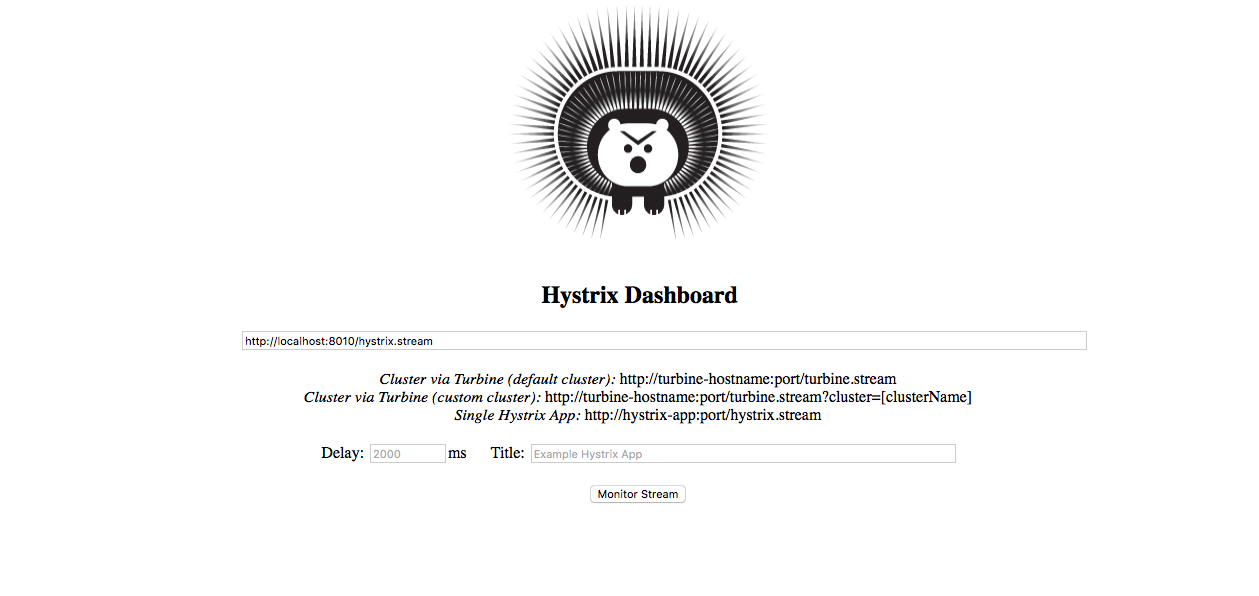 Hystrix Dashboard
http://localhost:8010/hystrix.stream
Cluster via Turbine (default cluster): http://turbine-hostname:port/turbine.stream
Cluster via Turbine (custom cluster): http://turbine-hostname:port/turbine.stream?cluster=[clusterName]
Single Hystrix App: http://hystrix-app:port/hystrix.stream
Delay: 2000 ms Title: Example Hystrix App
Monitor Stream